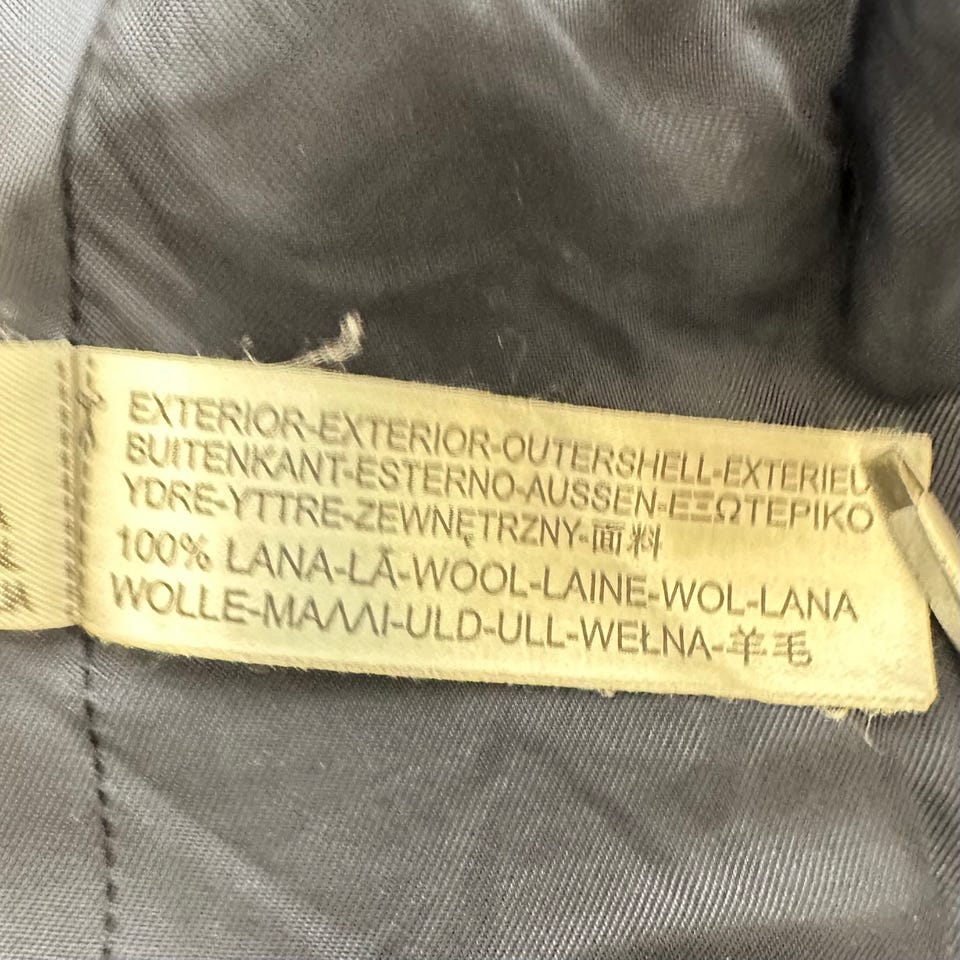 EXTERIOR-EXTERIOR-OUTERSHELL-EXTERIEU
BUITENKANT-ESTERNO-AUSSEN-ΕΞΩΤΕΡΙΚΟ
YDRE-YTTRE-ZEWNĘTRZNY-面料
100% LANA-LÃ-WOOL-LAINE-WOL-LANA
WOLLE-ΜΑΛΛΙ-ULD-ULL-WEŁNA-羊毛